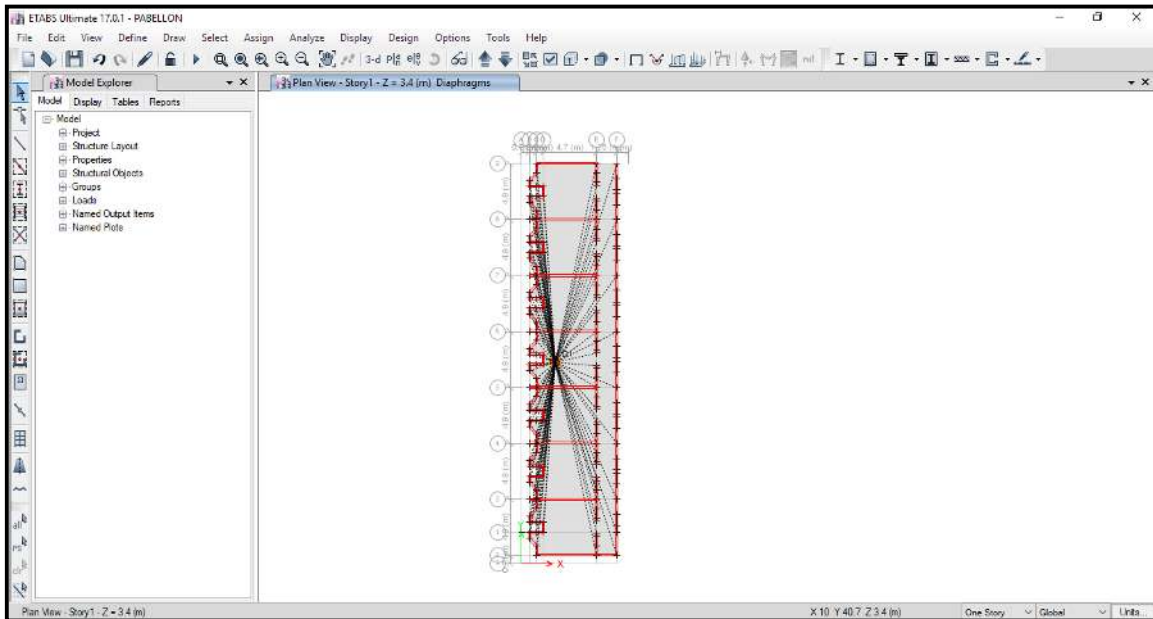 ETABS Ultimate 17.0.1 - PABELLON
File Edit View Define Draw Select Assign Analyze Display Design Options Tools Help
3-d
Model Explorer
Plan View - Story1 - Z = 3.4 (m) Diaphragms
Model Display Tables Reports
Model
Project
Structure Layout
Properties
Structural Objects
Groups
Loads
Named Output Items
Named Plots
4.7 (m)
X
Plan View - Story1 - Z = 3.4 (m)
X 10 Y 40.7 Z 3.4 (m)
One Story
Global
Units...